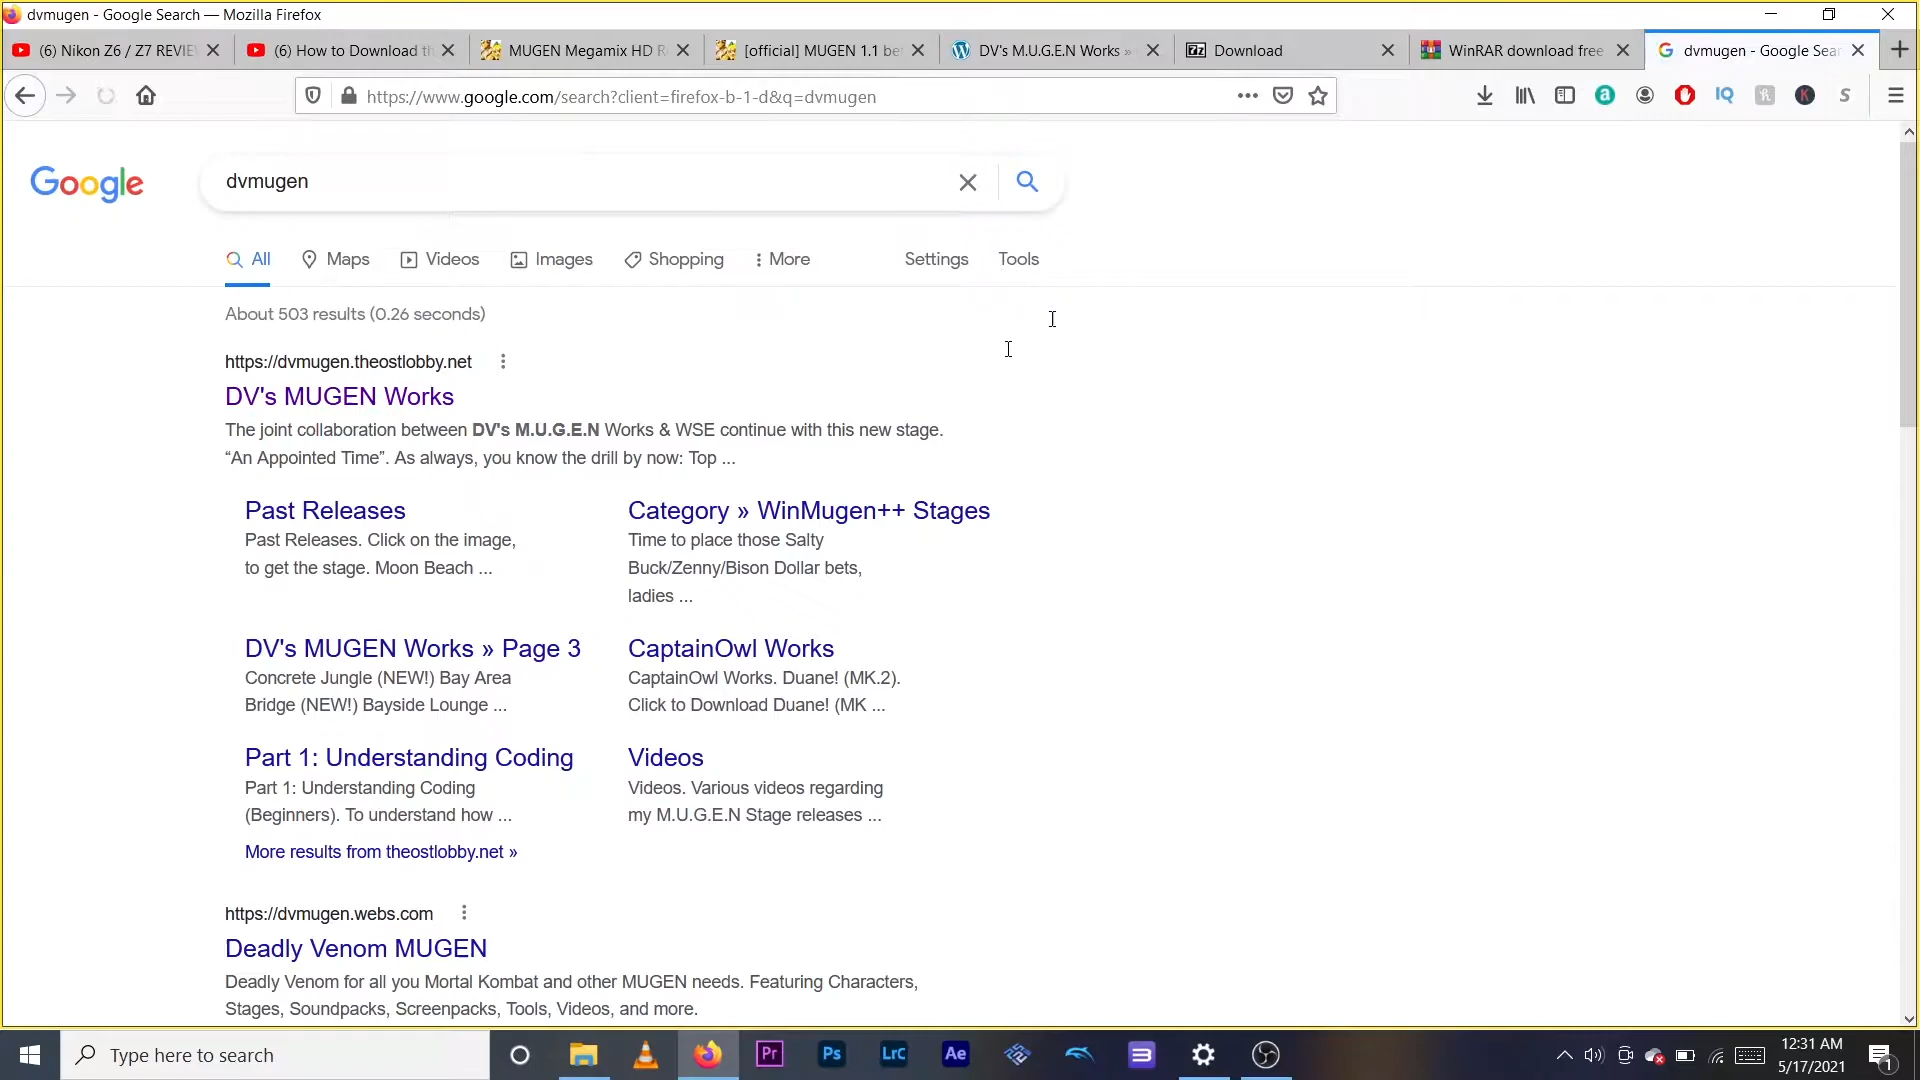 dvmugen - Google Search — Mozilla Firefox
(6) Nikon Z6 / Z7 REVIE
(6) How to Download th
MUGEN Megamix HD R
[official] MUGEN 1.1 be
DV's M.U.G.E.N Works »
Download
WinRAR download free
dvmugen - Google Sear
https://www.google.com/search?client=firefox-b-1-d&q=dvmugen
Google
dvmugen
All
Maps
Videos
Images
Shopping
More
Settings
Tools
About 503 results (0.26 seconds)
https://dvmugen.theostlobby.net
DV's MUGEN Works
The joint collaboration between DV's M.U.G.E.N Works & WSE continue with this new stage.
“An Appointed Time”. As always, you know the drill by now: Top ...
Past Releases
Past Releases. Click on the image,
to get the stage. Moon Beach ...
Category » WinMugen++ Stages
Time to place those Salty
Buck/Zenny/Bison Dollar bets,
ladies ...
DV's MUGEN Works » Page 3
Concrete Jungle (NEW!) Bay Area
Bridge (NEW!) Bayside Lounge ...
CaptainOwl Works
CaptainOwl Works. Duane! (MK.2).
Click to Download Duane! (MK ...
Part 1: Understanding Coding
Part 1: Understanding Coding
(Beginners). To understand how ...
Videos
Videos. Various videos regarding
my M.U.G.E.N Stage releases ...
More results from theostlobby.net »
https://dvmugen.webs.com
Deadly Venom MUGEN
Deadly Venom for all you Mortal Kombat and other MUGEN needs. Featuring Characters,
Stages, Soundpacks, Screenpacks, Tools, Videos, and more.
Type here to search
Pr
Ps
LrC
Ae
12:31 AM
5/17/2021
1